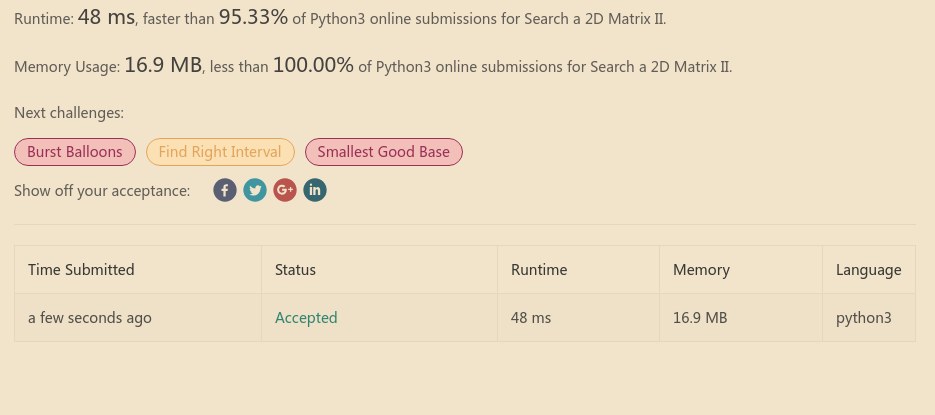 Runtime: 48 ms, faster than 95.33% of Python3 online submissions for Search a 2D Matrix II.
Memory Usage: 16.9 MB, less than 100.00% of Python3 online submissions for Search a 2D Matrix II.
Next challenges:
Burst Balloons Find Right Interval Smallest Good Base
Show off your acceptance: f G+ in
Time Submitted Status Runtime Memory Language
a few seconds ago Accepted 48 ms 16.9 MB python3